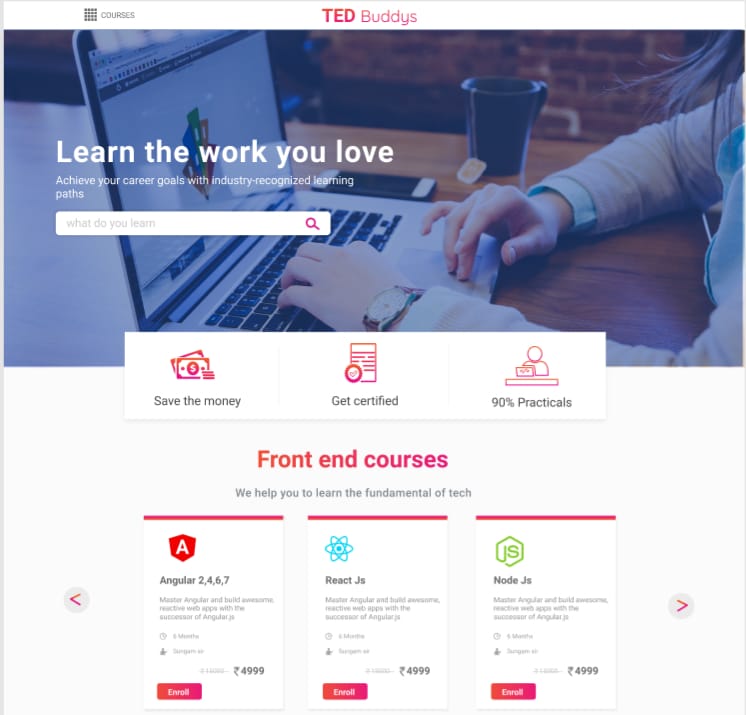 COURSES
TED Buddys
Learn the work you love
Achieve your career goals with industry-recognized learning
paths
what do you learn
Save the money
Get certified
90% Practicals
Front end courses
We help you to learn the fundamental of tech
A
Angular 2,4,6,7
Master Angular and build awesome,
reactive web apps with the
successor of Angular.js
6 Months
Sungam sir
₹4999
Enroll
React Js
Master Angular and build awesome,
reactive web apps with the
successor of Angular.js
6 Months
Sungam sir
₹4999
Enroll
JS
Node Js
Master Angular and build awesome,
reactive web apps with the
successor of Angular.js
6 Months
Sungam sir
₹4999
Enroll